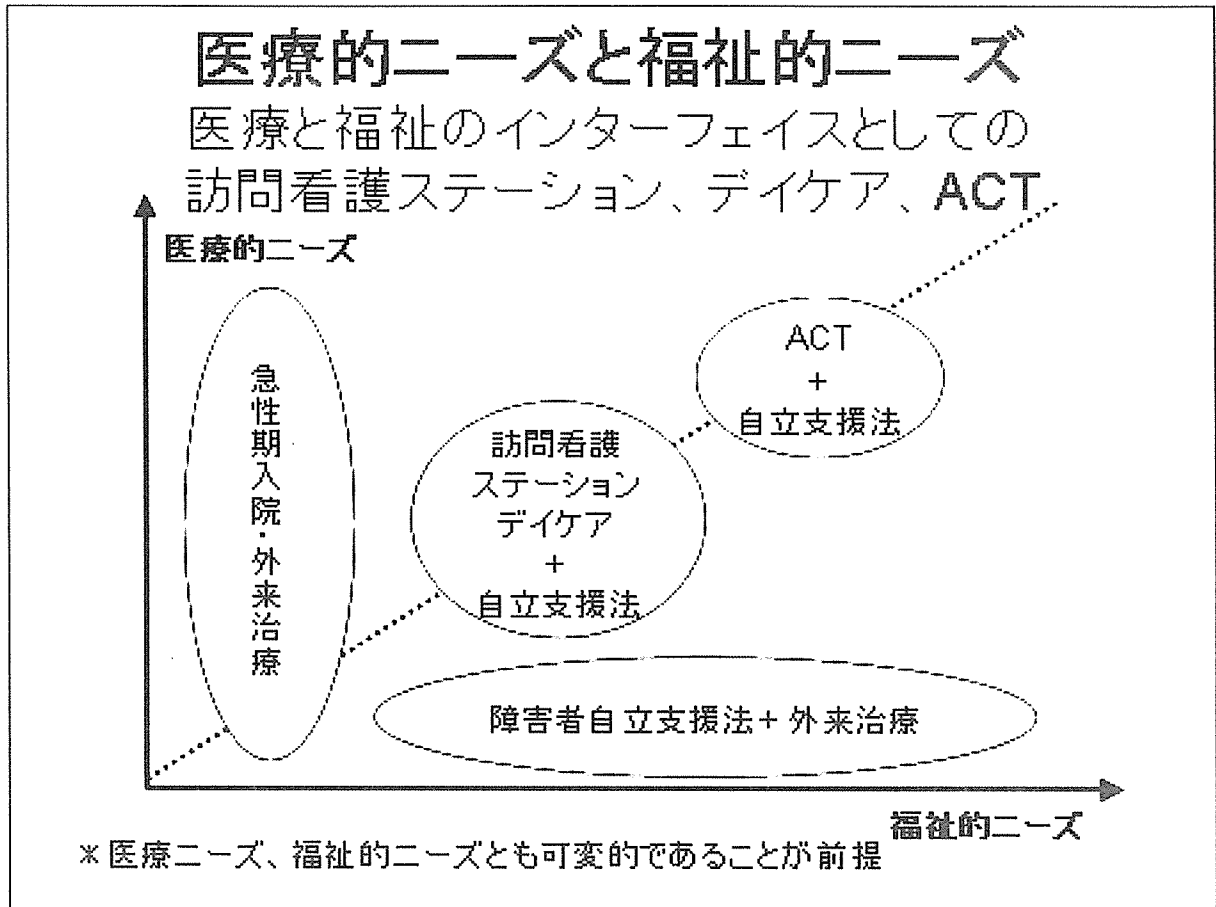 医療的ニーズと福祉的ニーズ
医療と福祉のインターフェイスとしての
訪問看護ステーション、デイケア、ACT
医療的ニーズ
急性期入院・外来治療
訪問看護
ステーション
デイケア
+
自立支援法
ACT
+
自立支援法
障害者自立支援法+外来治療
福祉的ニーズ
※医療ニーズ、福祉的ニーズとも可変的であることが前提